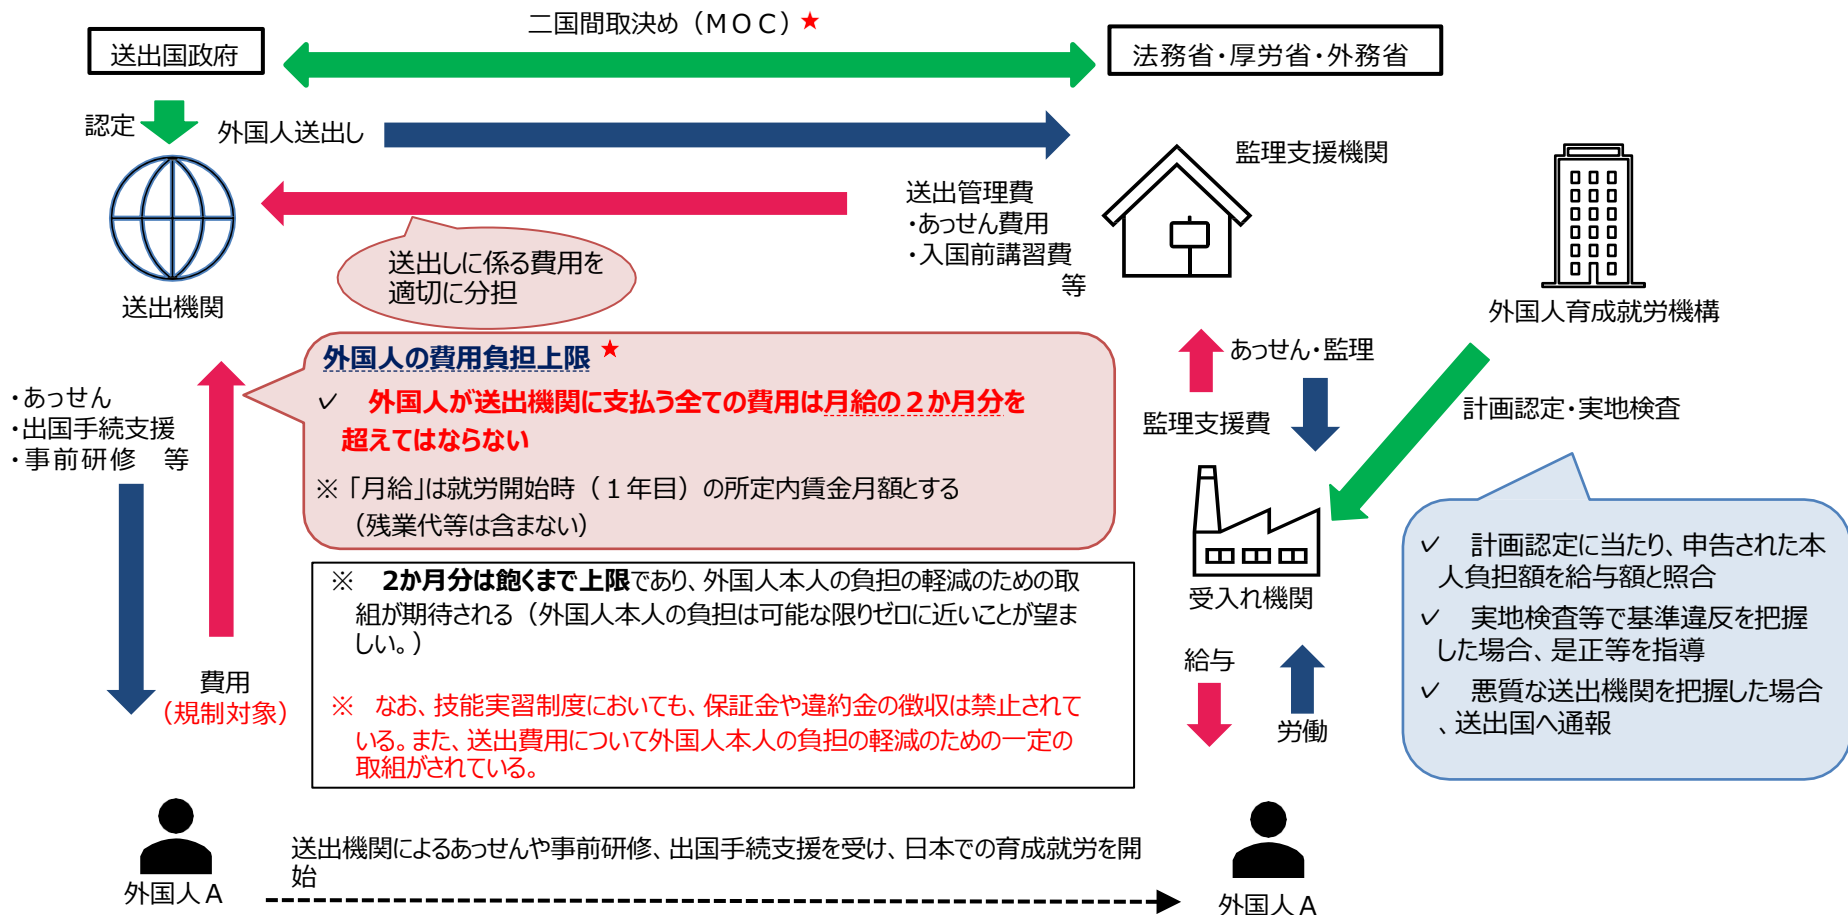 二国間取決め（ＭＯＣ）★
送出国政府
法務省・厚労省・外務省
認定
外国人送出し
監理支援機関
送出管理費
・あっせん費用
・入国前講習費
等
送出しに係る費用を
適切に分担
送出機関
外国人育成就労機構
外国人の費用負担上限 ★
✓ 外国人が送出機関に支払う全ての費用は月給の２か月分を
超えてはならない
※「月給」は就労開始時（１年目）の所定内賃金月額とする
（残業代等は含まない）
・あっせん
・出国手続支援
・事前研修　等
あっせん・監理
監理支援費
計画認定・実地検査
※　2か月分は飽くまで上限であり、外国人本人の負担の軽減のための取
組が期待される（外国人本人の負担は可能な限りゼロに近いことが望ま
しい。）
※　なお、技能実習制度においても、保証金や違約金の徴収は禁止されて
いる。また、送出費用について外国人本人の負担の軽減のための一定の
取組がされている。
受入れ機関
✓ 計画認定に当たり、申告された本
人負担額を給与額と照合
✓ 実地検査等で基準違反を把握
した場合、是正等を指導
✓ 悪質な送出機関を把握した場合
、送出国へ通報
費用
（規制対象）
給与
労働
送出機関によるあっせんや事前研修、出国手続支援を受け、日本での育成就労を開
始
外国人Ａ
外国人Ａ